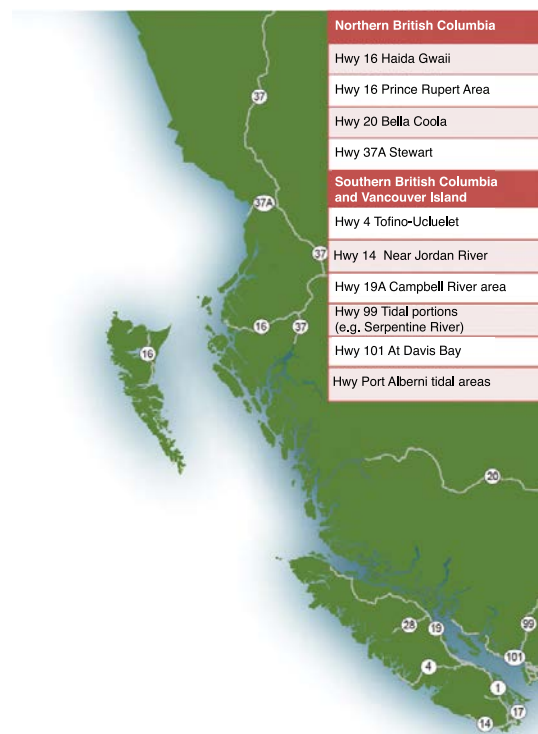 Northern British Columbia
Hwy 16 Haida Gwaii
Hwy 16 Prince Rupert Area
Hwy 20 Bella Coola
Hwy 37A Stewart
Southern British Columbia
and Vancouver Island
Hwy 4 Tofino-Ucluelet
Hwy 14 Near Jordan River
Hwy 19A Campbell River area
Hwy 99 Tidal portions
(e.g. Serpentine River)
Hwy 101 At Davis Bay
Hwy Port Alberni tidal areas
37
37A
37
16
37
16
20
28
19
99
101
4
1
17
14